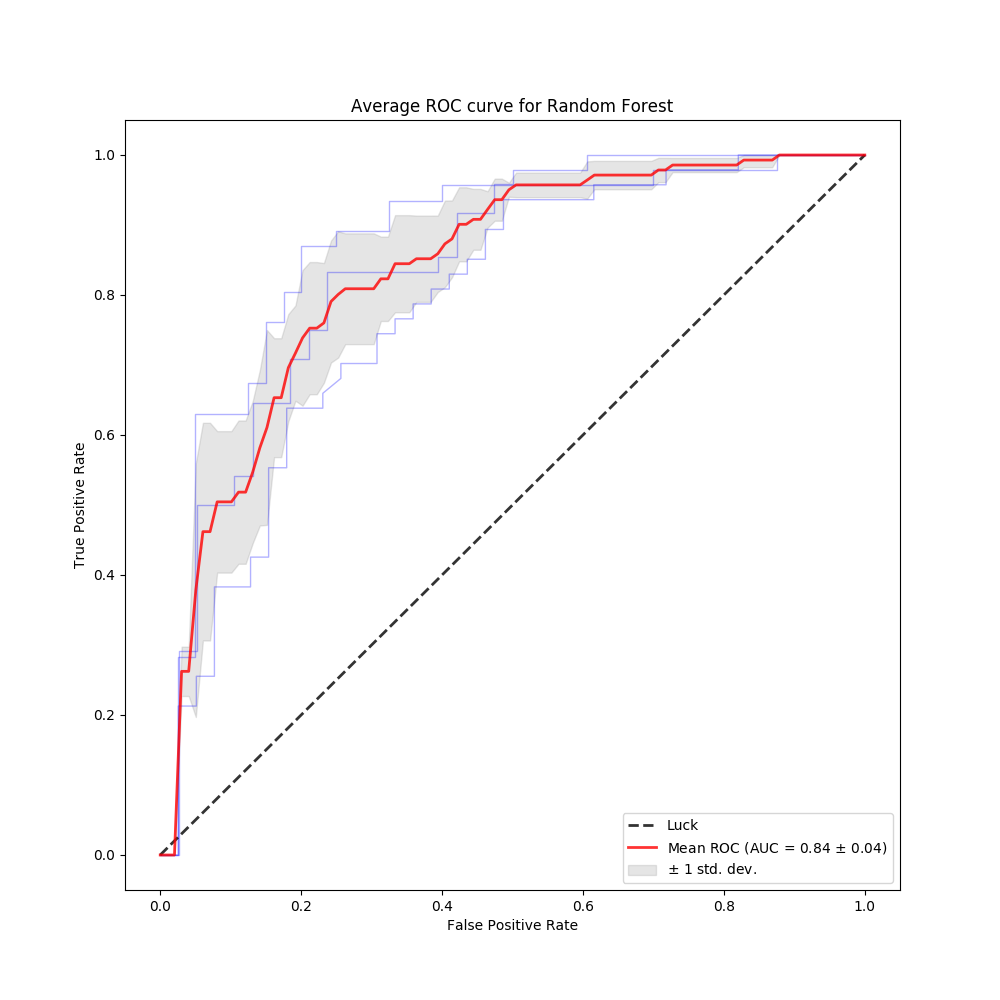 Average ROC curve for Random Forest
1.0
0.8
0.6
0.4
0.2
0.0
True Positive Rate
0.0 0.2 0.4 0.6 0.8 1.0
False Positive Rate
Luck
Mean ROC (AUC = 0.84 ± 0.04)
± 1 std. dev.